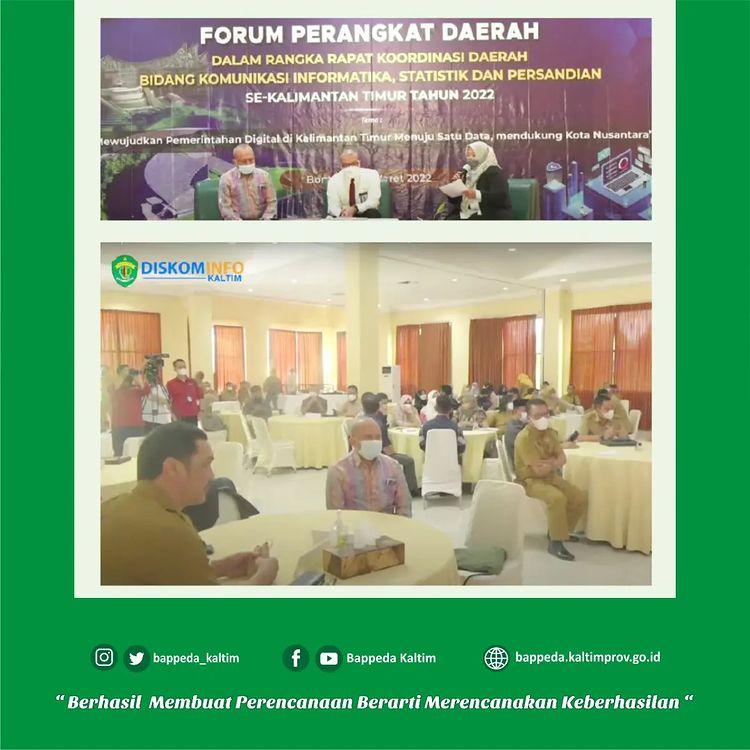 FORUM PERANGKAT DAERAH
DALAM RANGKA RAPAT KOORDINASI DAERAH
BIDANG KOMUNIKASI INFORMATIKA, STATISTIK DAN PERSANDIAN
SE-KALIMANTAN TIMUR TAHUN 2022
Tema :
Mewujudkan Pemerintahan Digital di Kalimantan Timur Menuju Satu Data, mendukung Kota Nusantara"
2022
DISKOMINFO
KALTIM
bappeda_kaltim
Bappeda Kaltim
bappeda.kaltimprov.go.id
“ Berhasil Membuat Perencanaan Berarti Merencanakan Keberhasilan “